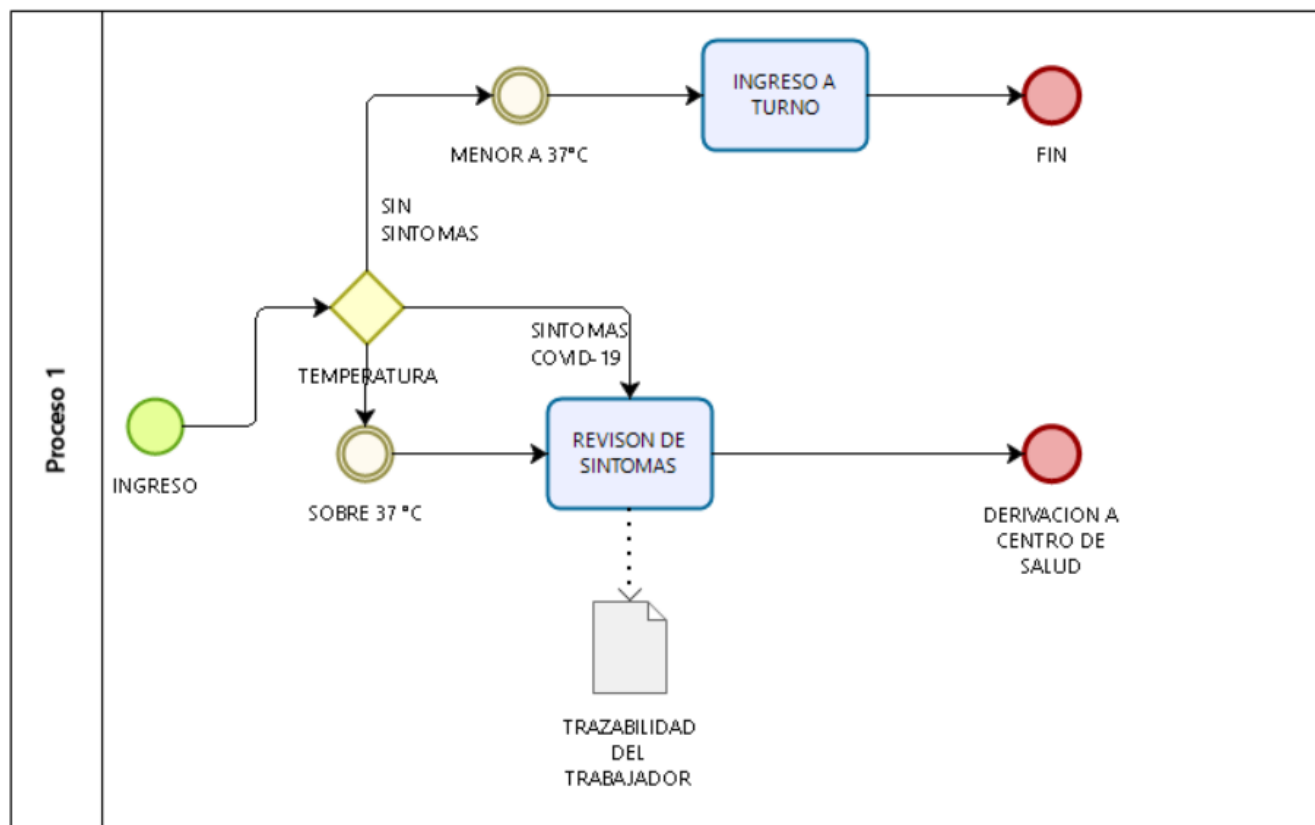 Proceso 1
INGRESO A
TURNO
MENOR A 37°C
FIN
SIN
SINTOMAS
SINTOMAS
COVID-19
TEMPERATURA
REVISON DE
SINTOMAS
INGRESO
SOBRE 37 °C
DERIVACION A
CENTRO DE
SALUD
TRAZABILIDAD
DEL
TRABAJADOR